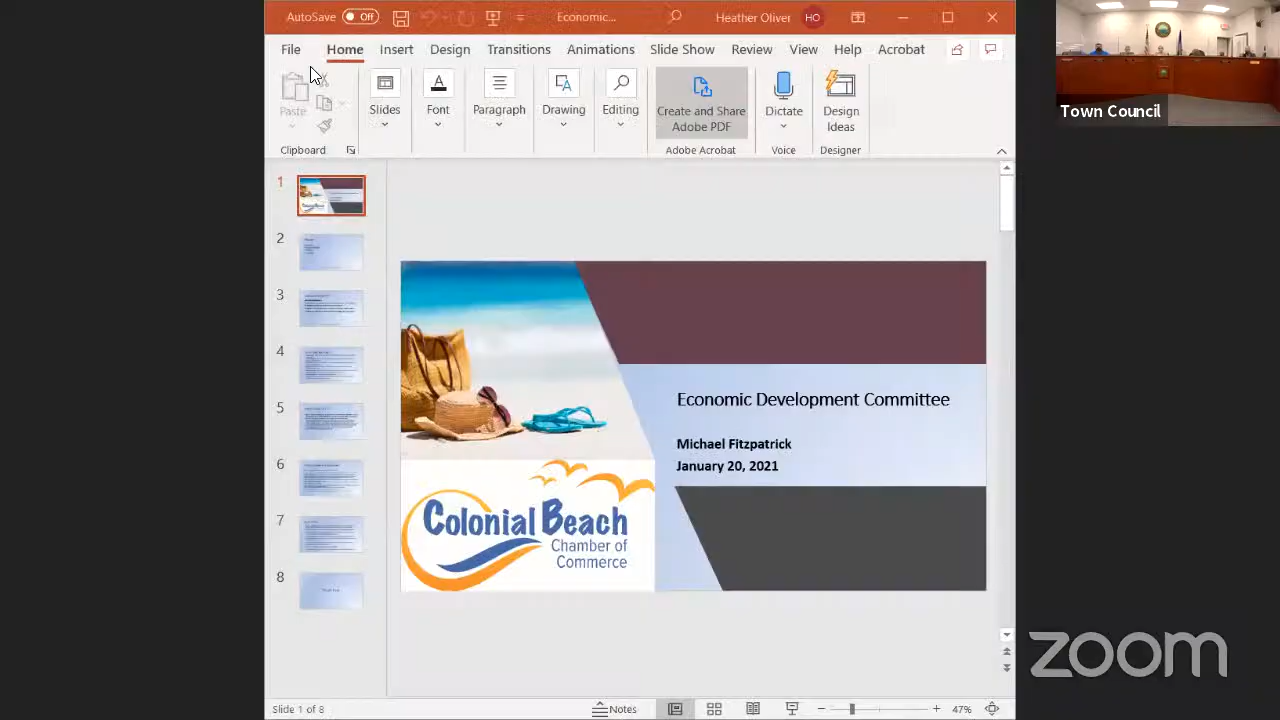 AutoSave Off Economic... Heather Oliver HO
File Home Insert Design Transitions Animations Slide Show Review View Help Acrobat
Paste
Slides
Font
Paragraph
Drawing
Editing
Create and Share
Adobe PDF
Dictate
Design
Ideas
Clipboard Adobe Acrobat Voice Designer
Town Council
1
2
3
4
5
6
7
8
Economic Development Committee
Michael Fitzpatrick
January 20, 2021
Colonial Beach
Chamber of
Commerce
zoom
Slide 1 of 8 Notes 47%